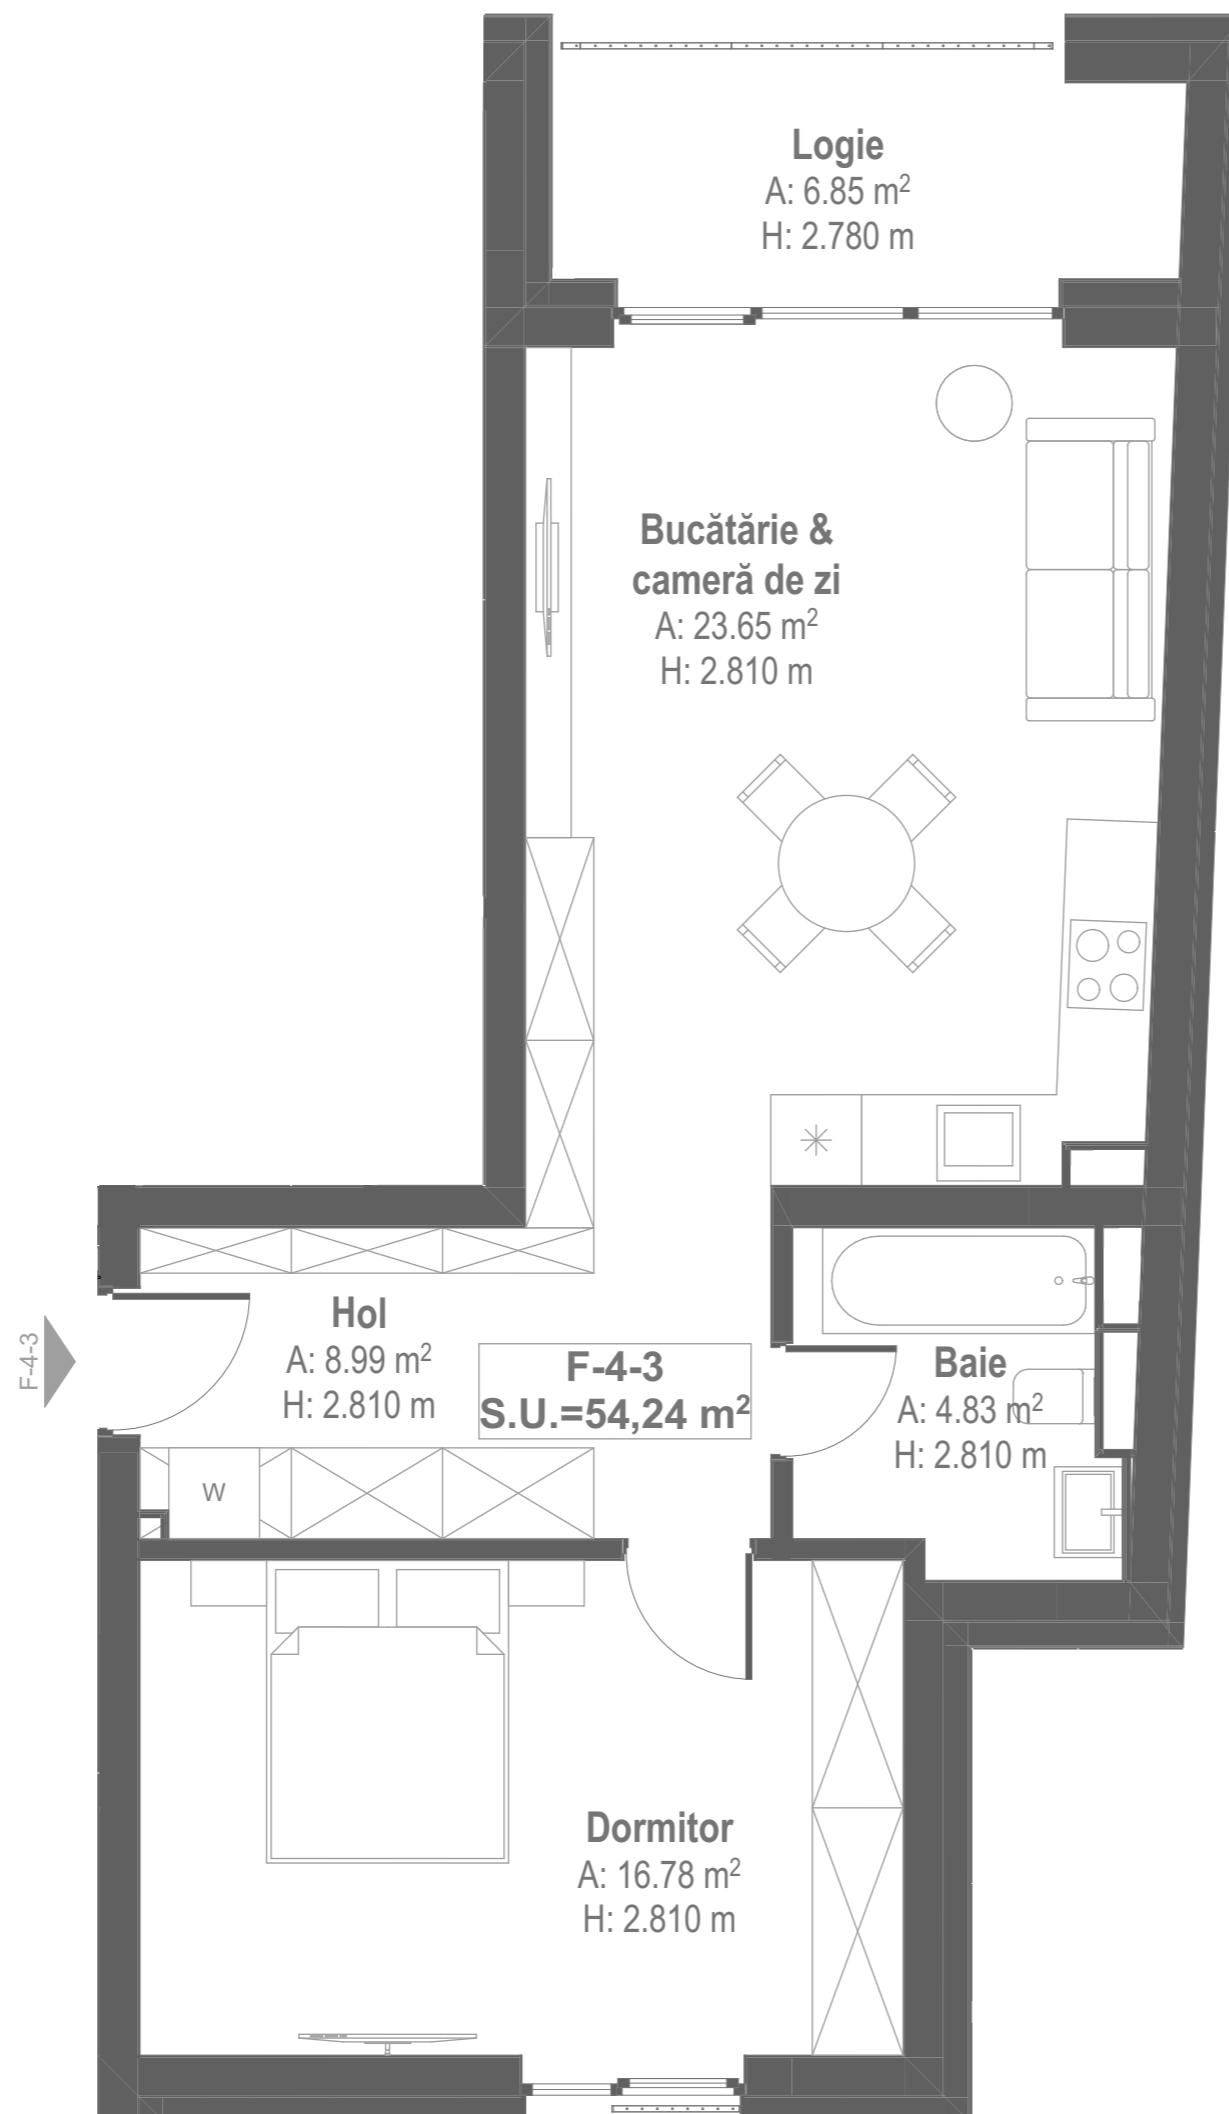 Logie
A: 6.85 m²
H: 2.780 m
Bucătărie &
cameră de zi
A: 23.65 m²
H: 2.810 m
Hol
A: 8.99 m²
H: 2.810 m
F-4-3
F-4-3
S.U.=54,24 m²
Baie
A: 4.83 m²
H: 2.810 m
W
Dormitor
A: 16.78 m²
H: 2.810 m